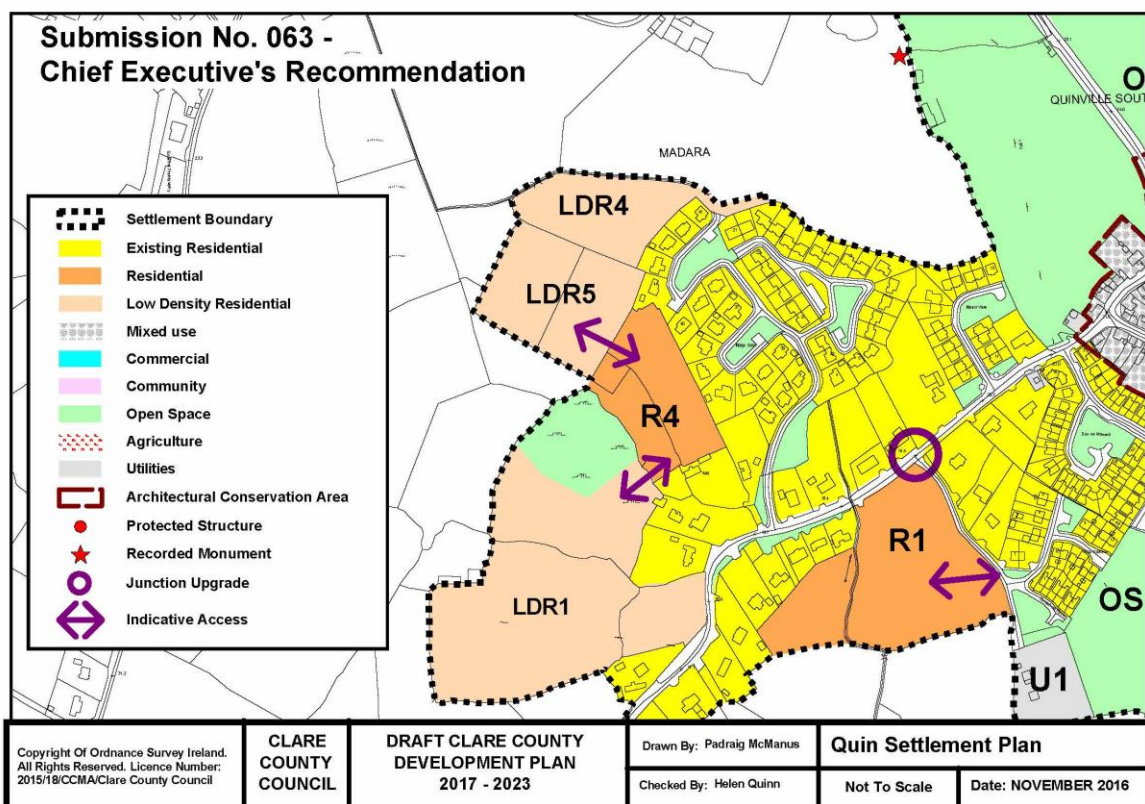 Submission No. 063 -
Chief Executive's Recommendation
MADARA
QUINVILLE SOUT
O
LDR4
LDR5
R4
R1
LDR1
OS
U1
Settlement Boundary
Existing Residential
Residential
Low Density Residential
Mixed use
Commercial
Community
Open Space
Agriculture
Utilities
Architectural Conservation Area
Protected Structure
Recorded Monument
Junction Upgrade
Indicative Access
Copyright Of Ordnance Survey Ireland.
All Rights Reserved. Licence Number:
2015/18/CCMA/Clare County Council
CLARE
COUNTY
COUNCIL
DRAFT CLARE COUNTY
DEVELOPMENT PLAN
2017 - 2023
Drawn By: Padraig McManus
Checked By: Helen Quinn
Quin Settlement Plan
Not To Scale
Date: NOVEMBER 2016